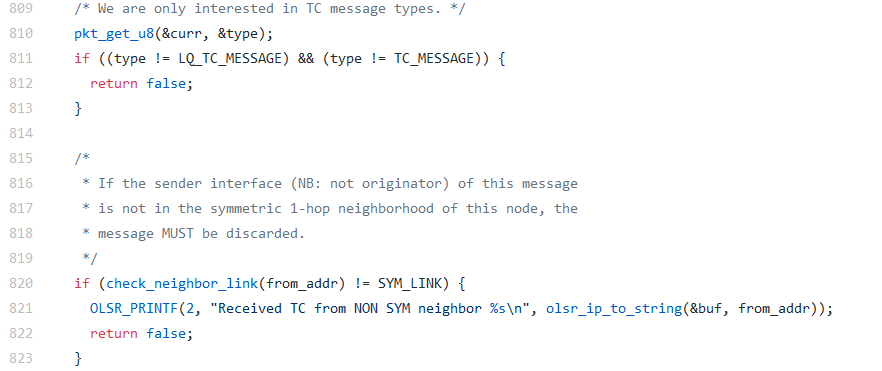 809 /* We are only interested in TC message types. */
810 pkt_get_u8(&curr, &type);
811 if ((type != LQ_TC_MESSAGE) && (type != TC_MESSAGE)) {
812 return false;
813 }
814
815 /*
816 * If the sender interface (NB: not originator) of this message
817 * is not in the symmetric 1-hop neighborhood of this node, the
818 * message MUST be discarded.
819 */
820 if (check_neighbor_link(from_addr) != SYM_LINK) {
821 OLSR_PRINTF(2, "Received TC from NON SYM neighbor %s\n", olsr_ip_to_string(&buf, from_addr));
822 return false;
823 }